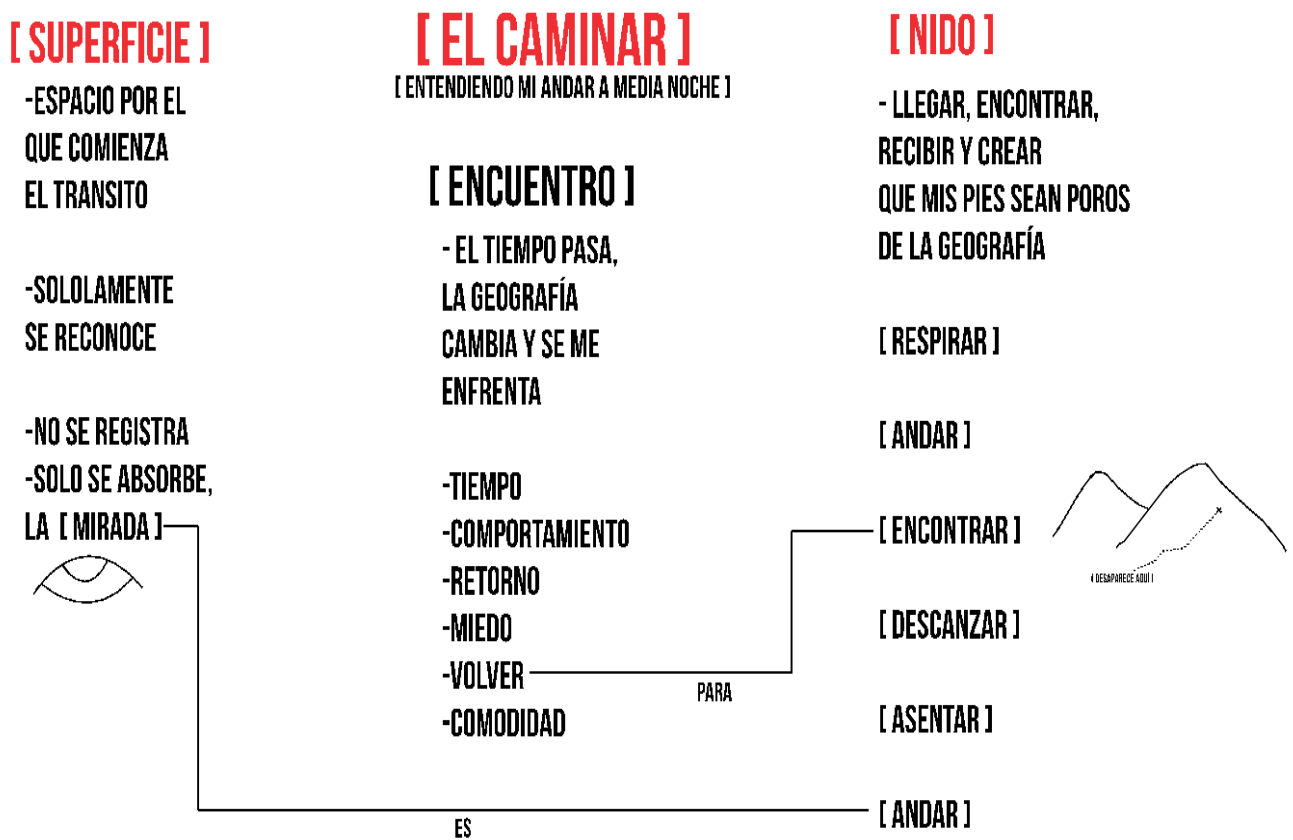 [ SUPERFICIE ]
-ESPACIO POR EL
QUE COMIENZA
EL TRANSITO
-SOLOLAMENTE
SE RECONOCE
-NO SE REGISTRA
-SOLO SE ABSORBE,
LA [ MIRADA ]
[ EL CAMINAR ]
[ ENTENDIENDO MI ANDAR A MEDIA NOCHE ]
[ ENCUENTRO ]
- EL TIEMPO PASA,
LA GEOGRAFÍA
CAMBIA Y SE ME
ENFRENTA
-TIEMPO
-COMPORTAMIENTO
-RETORNO
-MIEDO
-VOLVER
-COMODIDAD
PARA
ES
[ NIDO ]
- LLEGAR, ENCONTRAR,
RECIBIR Y CREAR
QUE MIS PIES SEAN POROS
DE LA GEOGRAFÍA
[ RESPIRAR ]
[ ANDAR ]
[ ENCONTRAR ]
( DESAPARECE AQUÍ )
[ DESCANZAR ]
[ ASENTAR ]
[ ANDAR ]